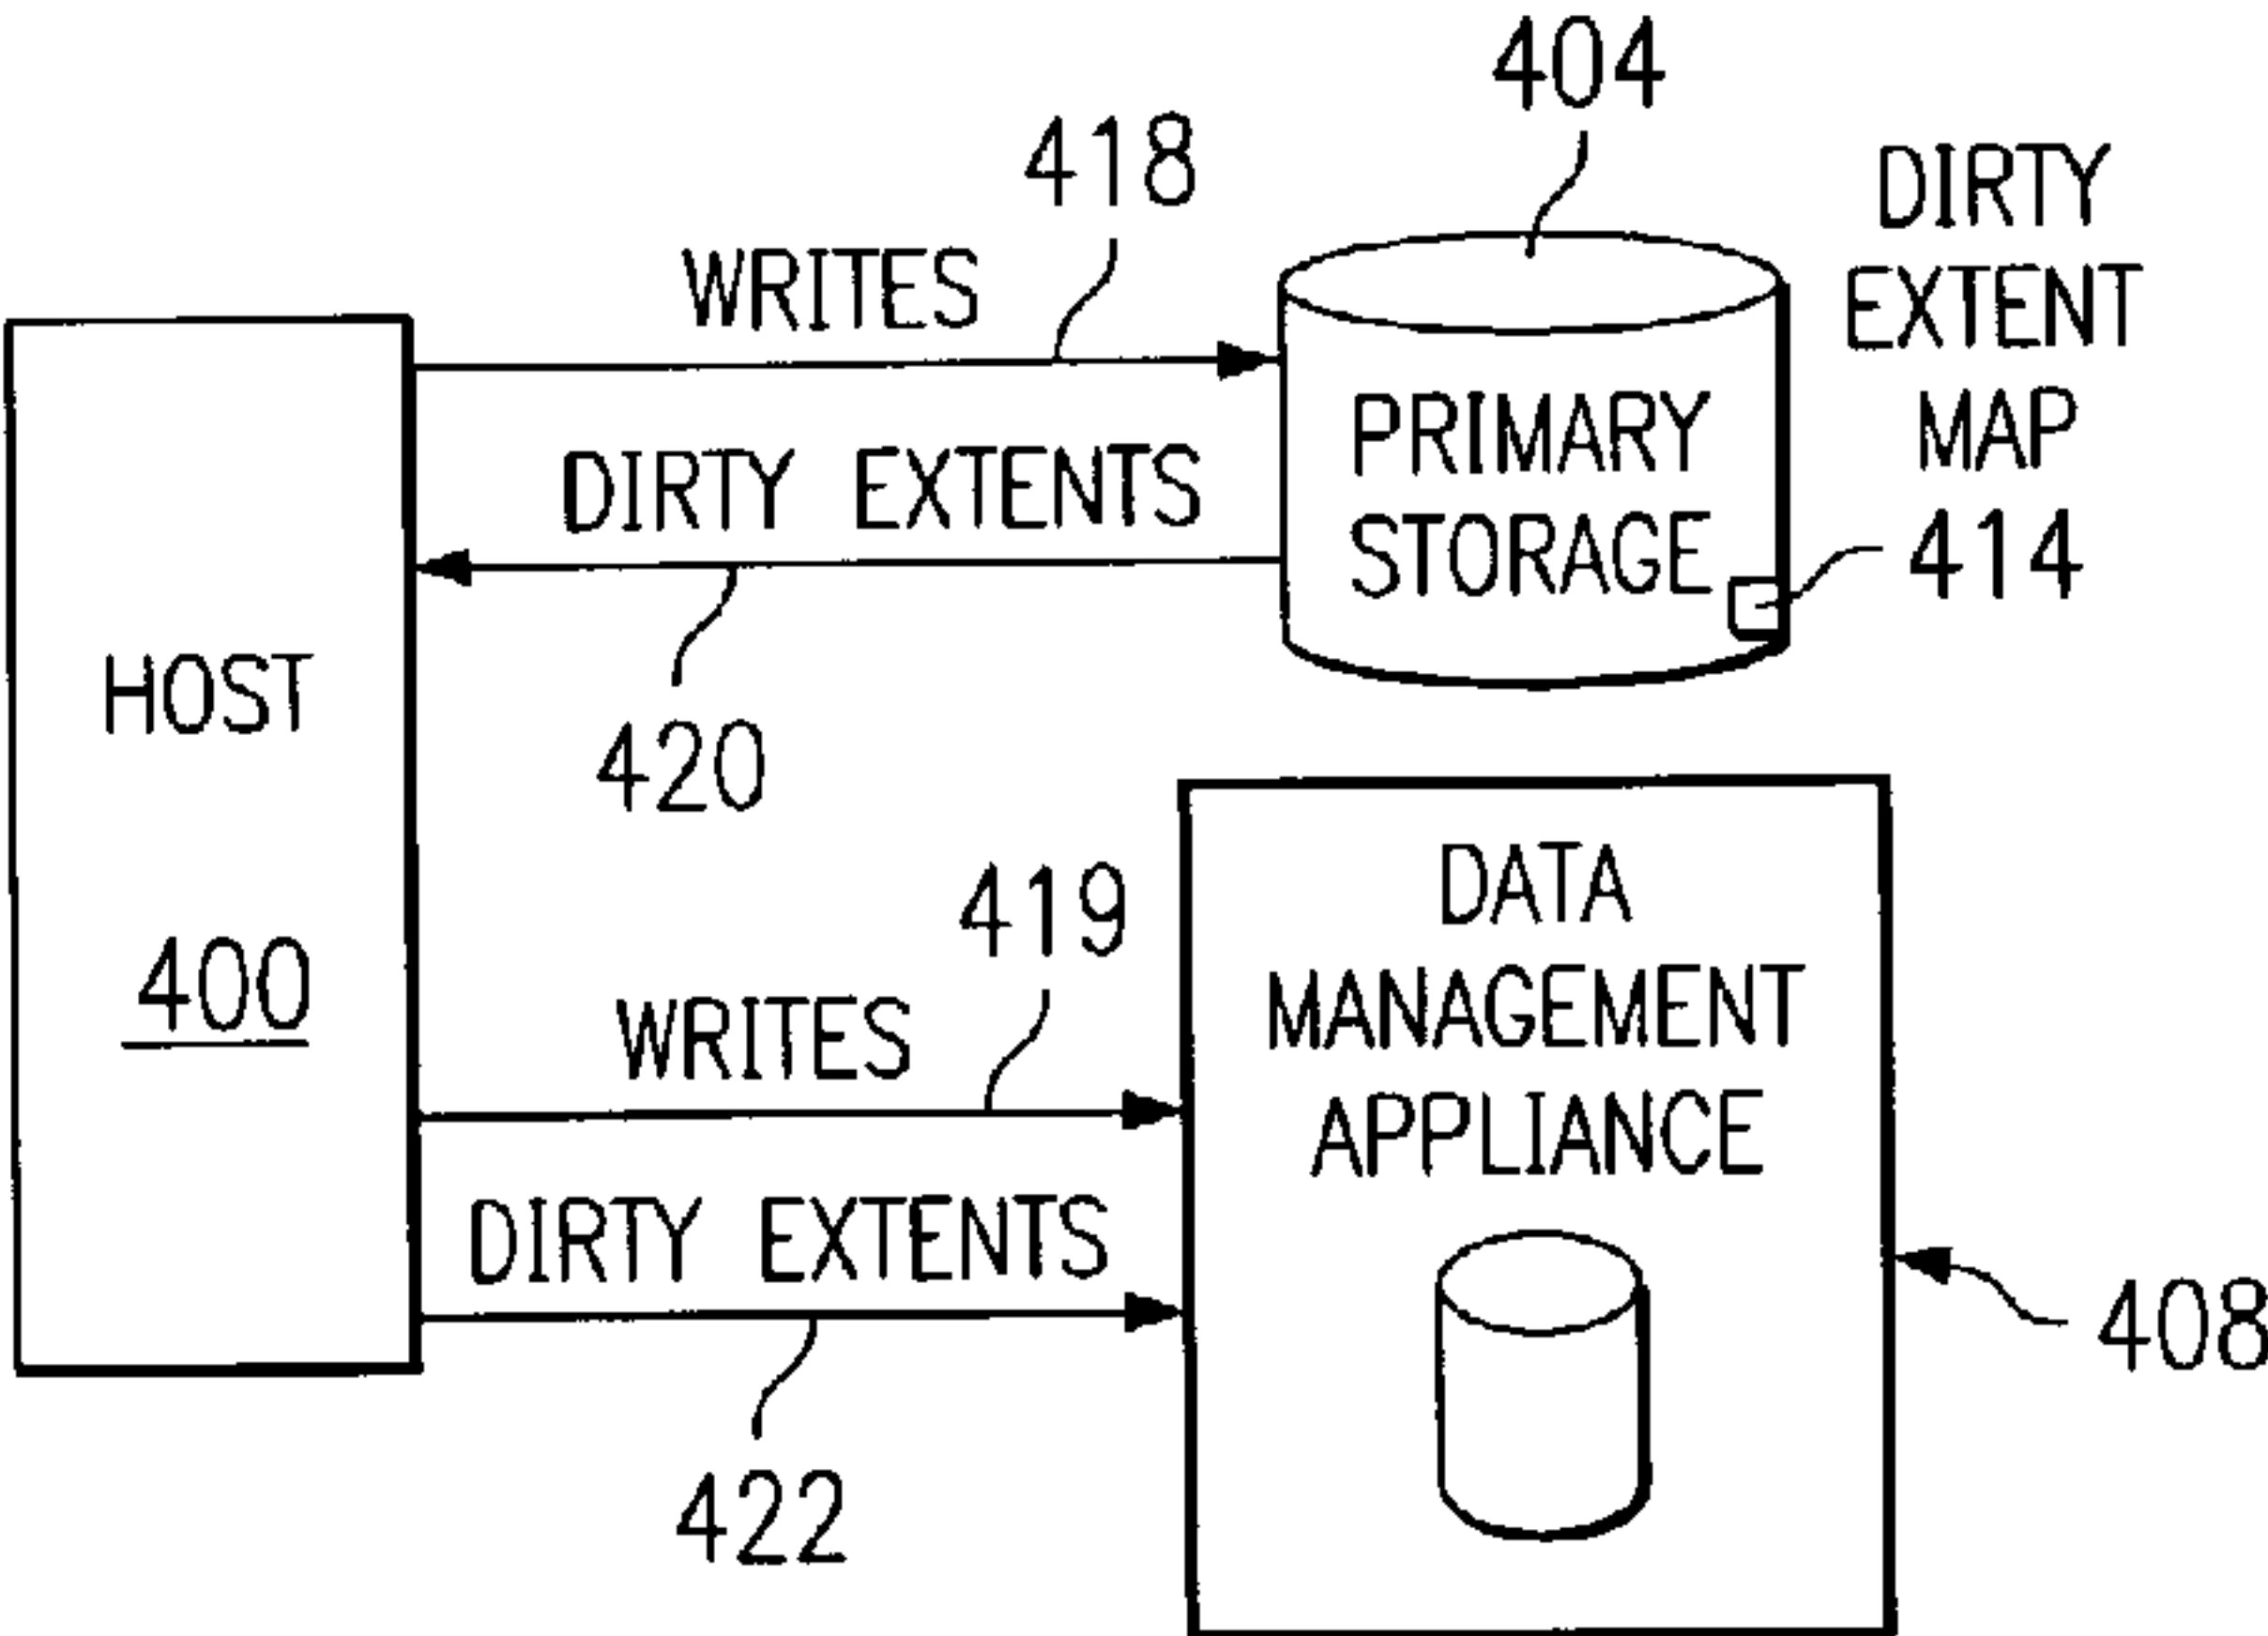 404
418
DIRTY
EXTENT
MAP
414
WRITES
PRIMARY
STORAGE
DIRTY EXTENTS
420
HOST
400
DATA
MANAGEMENT
APPLIANCE
419
WRITES
DIRTY EXTENTS
422
408